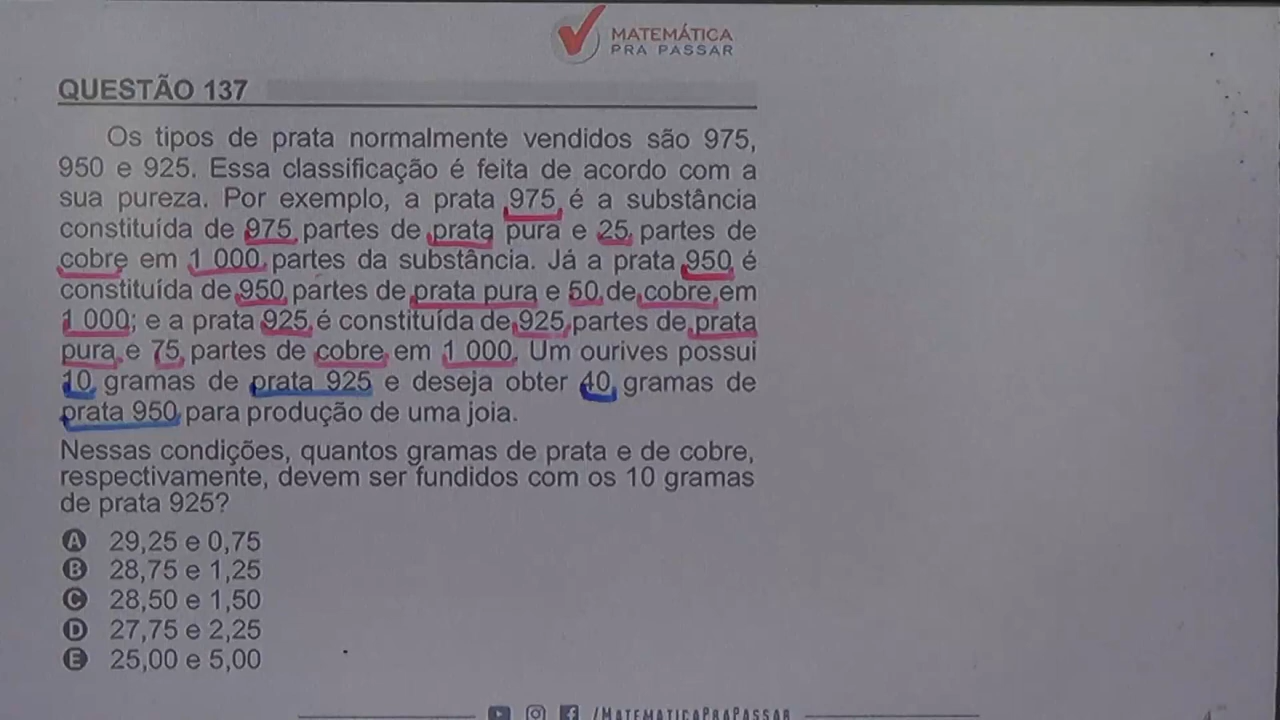 MATEMÁTICA
PRA PASSAR
QUESTÃO 137
Os tipos de prata normalmente vendidos são 975,
950 e 925. Essa classificação é feita de acordo com a
sua pureza. Por exemplo, a prata 975 é a substância
constituída de 975 partes de prata pura e 25 partes de
cobre em 1 000 partes da substância. Já a prata 950 é
constituída de 950 partes de prata pura e 50 de cobre em
1 000; e a prata 925 é constituída de 925 partes de prata
pura e 75 partes de cobre em 1 000. Um ourives possui
10 gramas de prata 925 e deseja obter 40 gramas de
prata 950 para produção de uma joia.
Nessas condições, quantos gramas de prata e de cobre,
respectivamente, devem ser fundidos com os 10 gramas
de prata 925?
A 29,25 e 0,75
B 28,75 e 1,25
C 28,50 e 1,50
D 27,75 e 2,25
E 25,00 e 5,00
/MATEMATICAPRAPASSAR